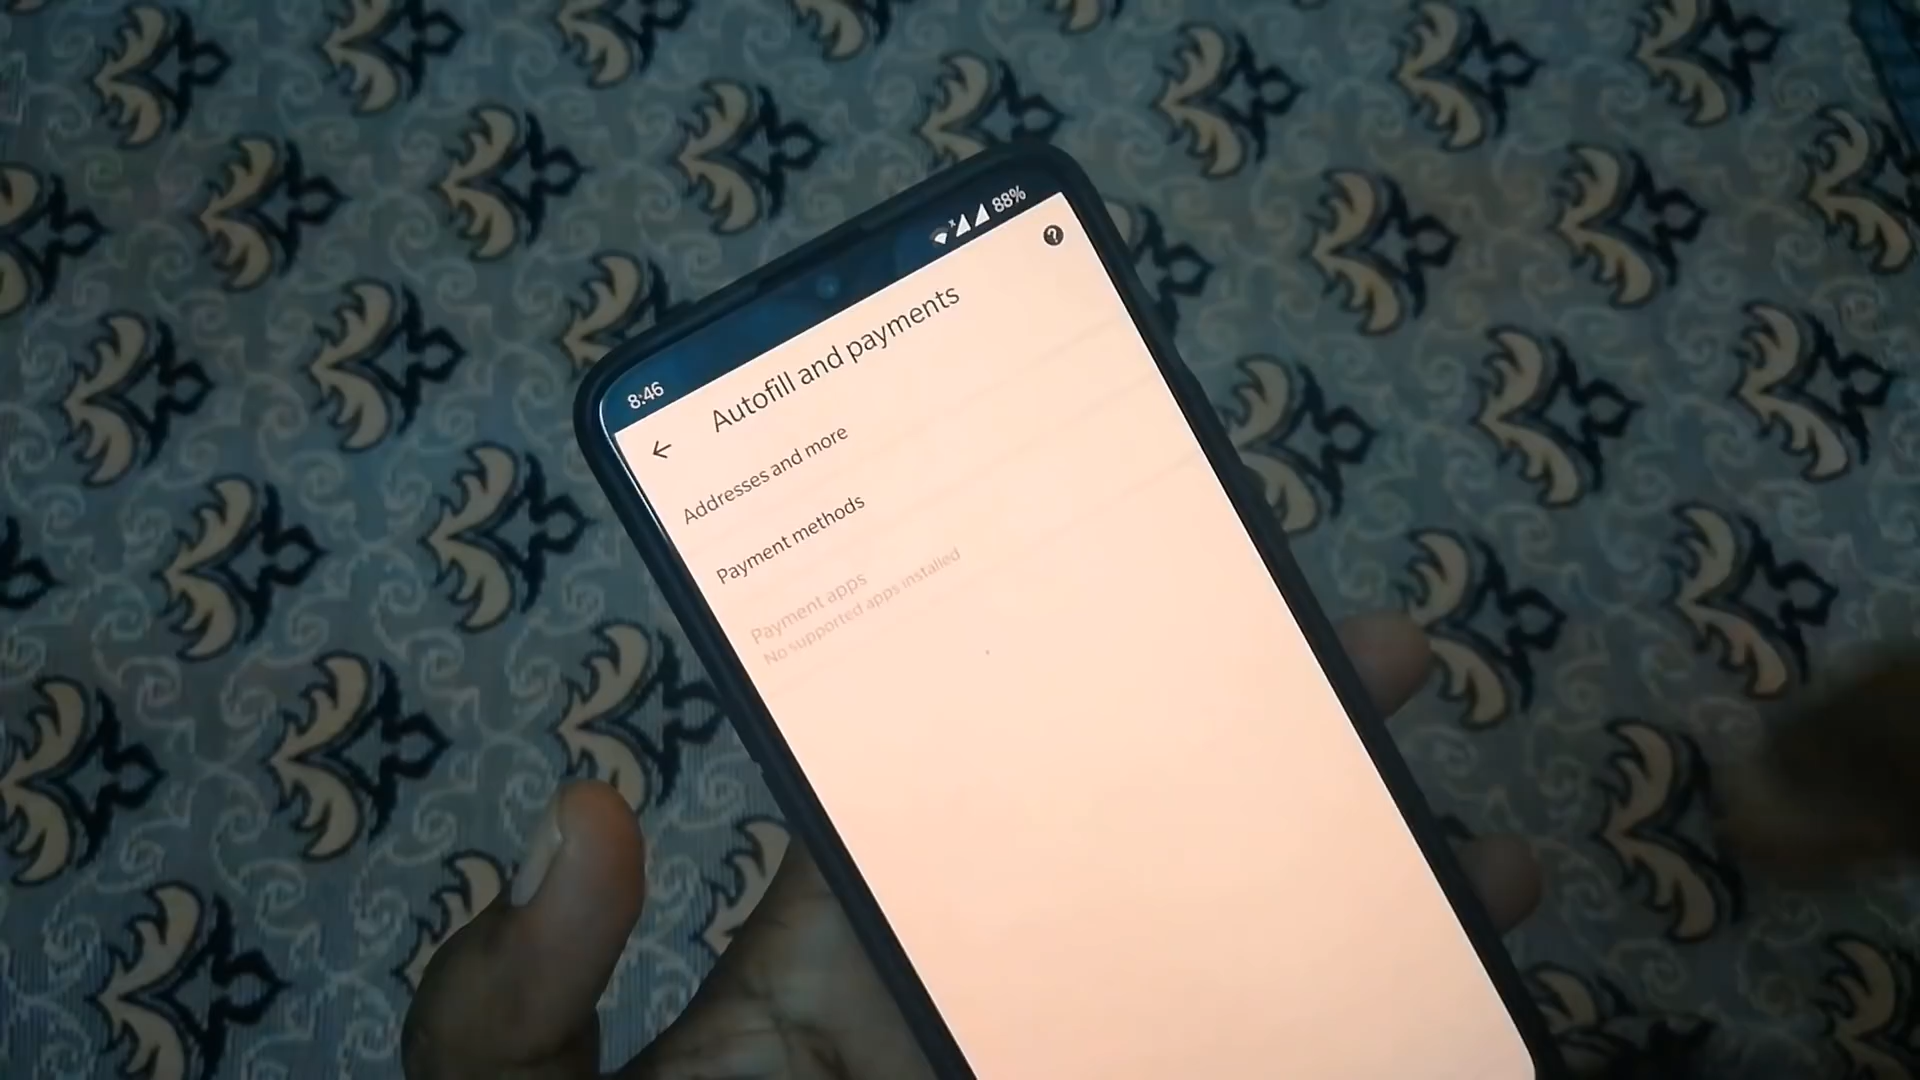 8:46
88%
Autofill and payments
Addresses and more
Payment methods
Payment apps
No supported apps installed